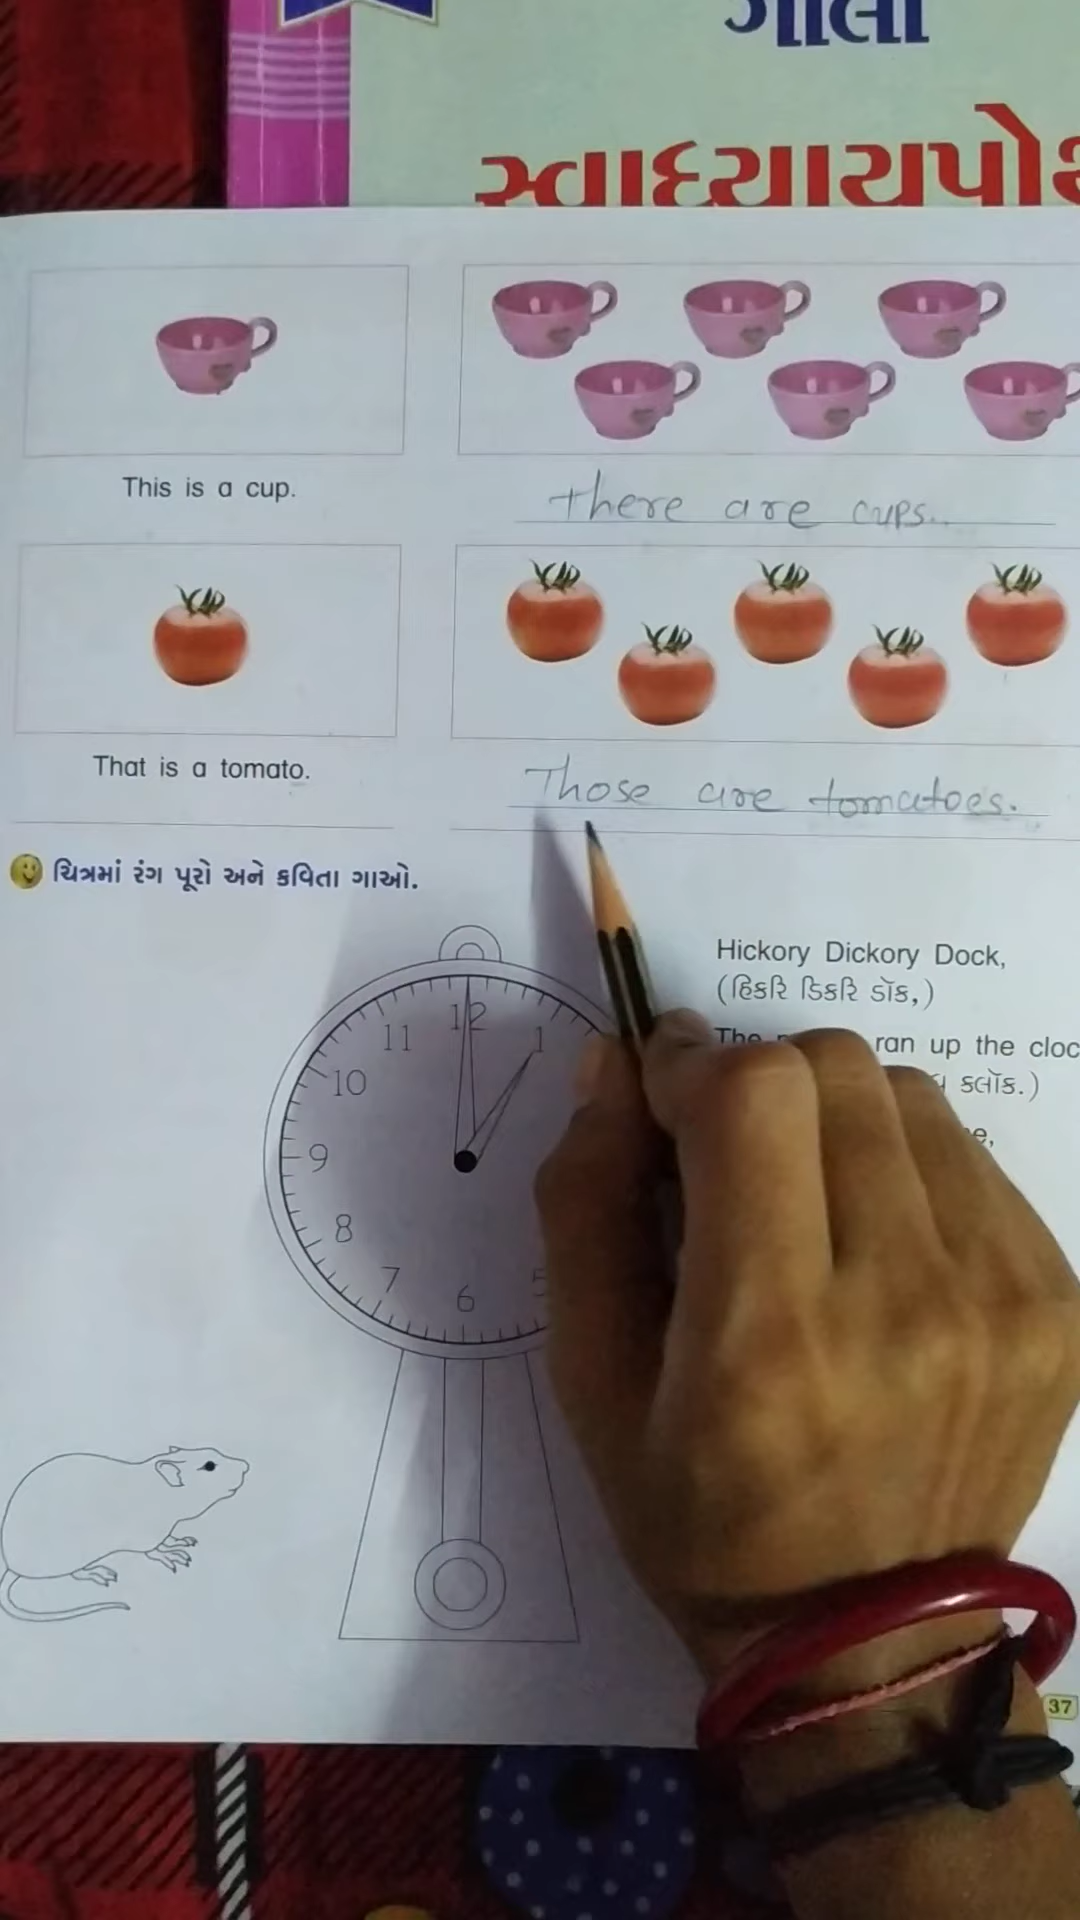 ગાલા
સ્વાધ્યાયપોથ
This is a cup.
there are cups.
That is a tomato.
Those are tomatoes.
ચિત્રમાં રંગ પૂરો અને કવિતા ગાઓ.
Hickory Dickory Dock,
(હિકરિ ડિકરિ ડૉક,)
The ran up the cloc
ક્લૉક.)
12
11
1
10
9
8
7
6
5
37